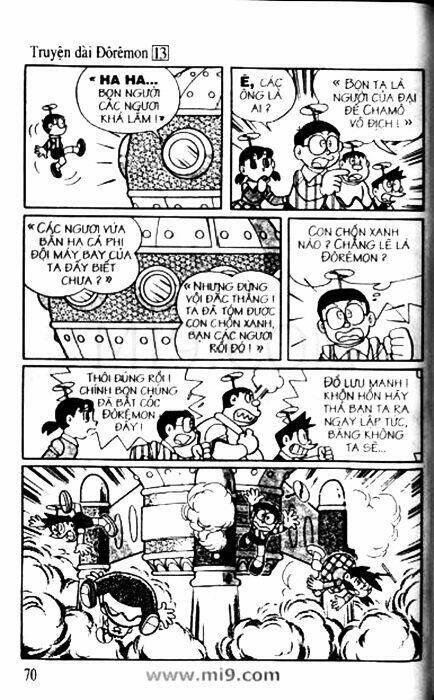 Truyện dài Đôrêmon 13
« HA HA...
BỌN NGƯỜI
CÁC NGƯƠI
KHÁ LẮM ! »
Ê, CÁC
ÔNG LÀ
AI ?
« BỌN TA LÀ
NGƯỜI CỦA ĐẠI
ĐẾ CHAMÔ
VÔ ĐỊCH ! »
« CÁC NGƯƠI VỪA
BẮN HẠ CẢ PHI
ĐỘI MÁY BAY CỦA
TA ĐẤY BIẾT
CHƯA ? »
« NHƯNG ĐỪNG
VỘI ĐẮC THẮNG !
TA ĐÃ TÓM ĐƯỢC
CON CHỒN XANH,
BẠN CÁC NGƯƠI
RỒI ĐÓ ! »
CON CHỒN XANH
NÀO ? CHẲNG LẼ LÀ
ĐÔRÊMON ?
THÔI ĐÚNG RỒI !
CHÍNH BỌN CHÚNG
ĐÃ BẮT CÓC
ĐÔRÊMON
ĐẤY !
ĐỒ LƯU MANH !
KHÔN HỒN HÃY
THẢ BẠN TA RA
NGAY LẬP TỨC,
BẰNG KHÔNG
TA SẼ...
70
www.mi9.com